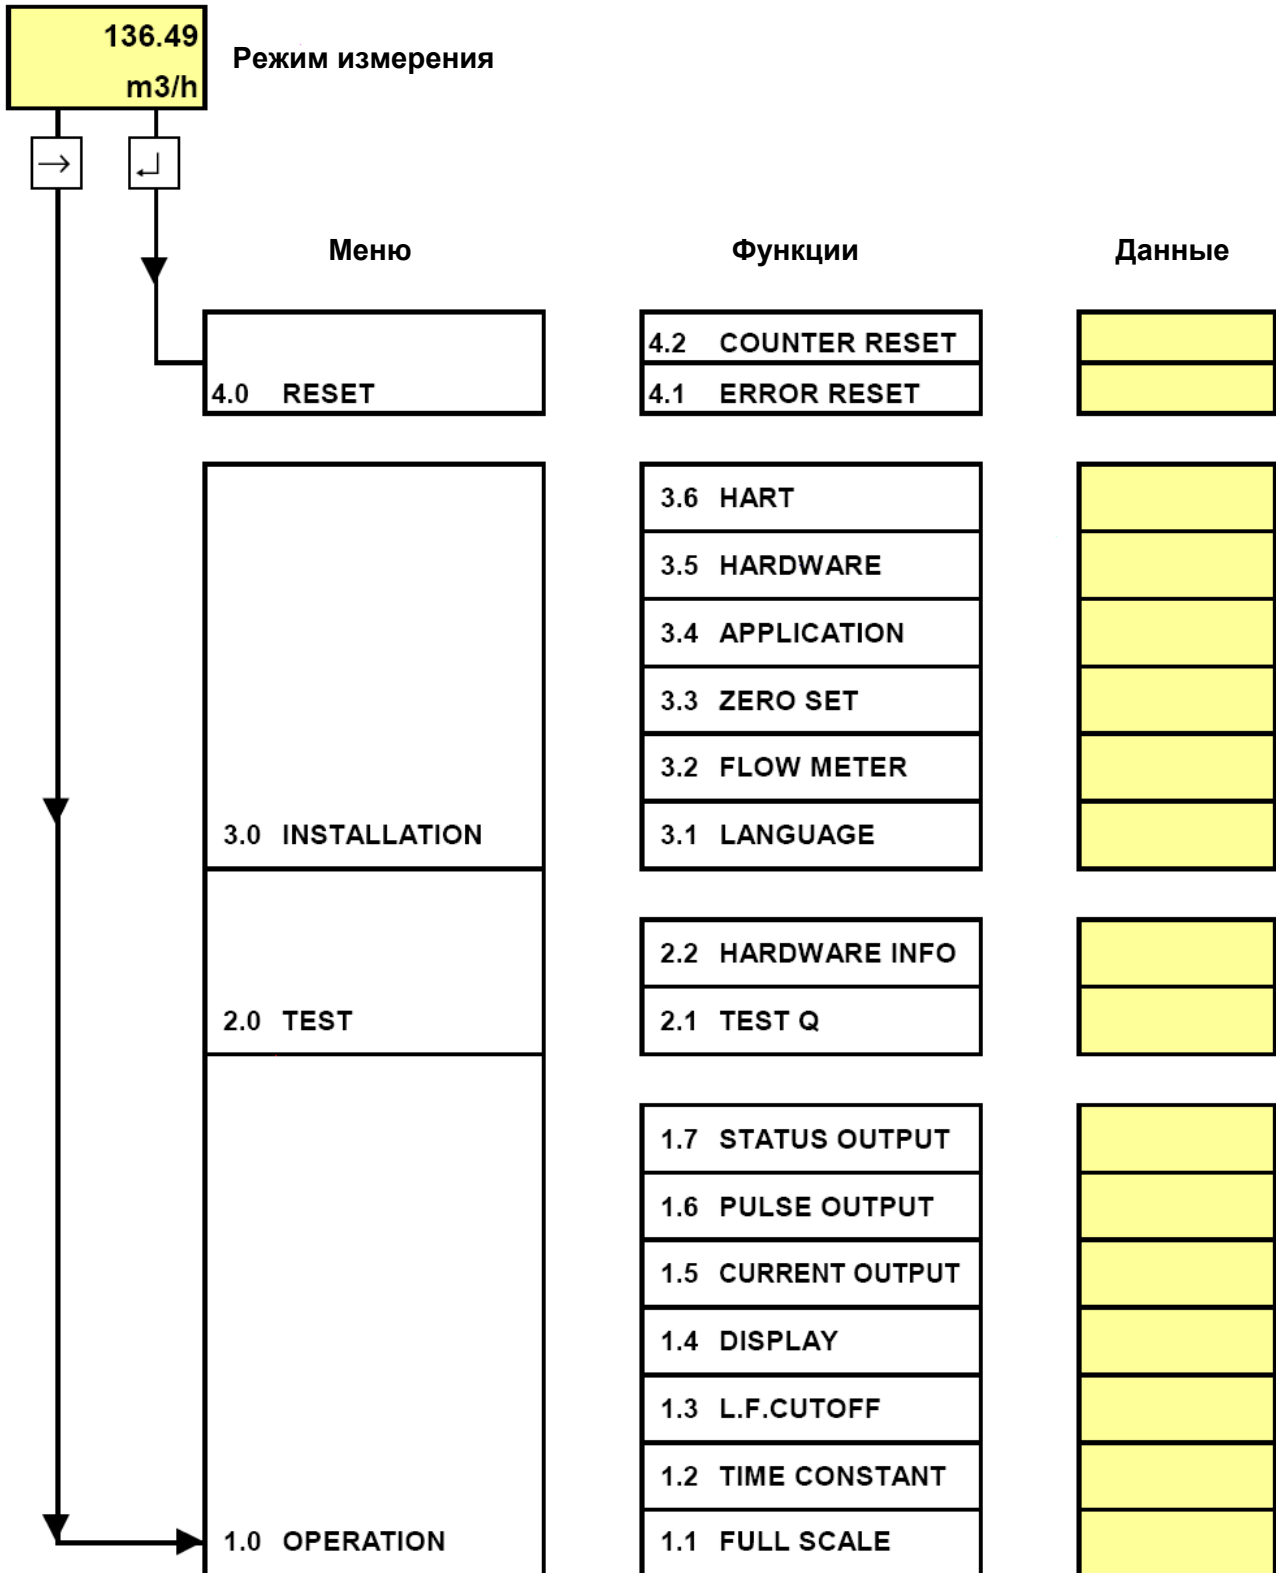 136.49
m3/h
Режим измерения
→ ↵
Меню Функции Данные
4.2 COUNTER RESET
4.0 RESET 4.1 ERROR RESET
3.6 HART
3.5 HARDWARE
3.4 APPLICATION
3.3 ZERO SET
3.2 FLOW METER
3.0 INSTALLATION 3.1 LANGUAGE
2.2 HARDWARE INFO
2.0 TEST 2.1 TEST Q
1.7 STATUS OUTPUT
1.6 PULSE OUTPUT
1.5 CURRENT OUTPUT
1.4 DISPLAY
1.3 L.F.CUTOFF
1.2 TIME CONSTANT
1.0 OPERATION 1.1 FULL SCALE